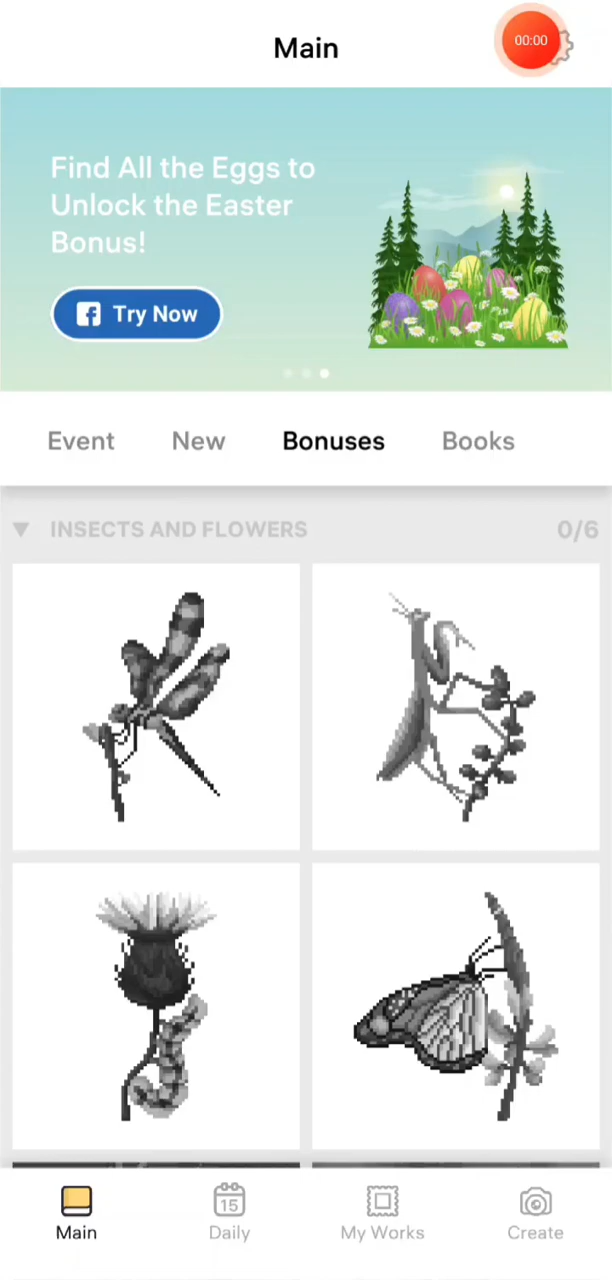 Main
00:00
Find All the Eggs to
Unlock the Easter
Bonus!
Try Now
Event New Bonuses Books
INSECTS AND FLOWERS 0/6
15
Main Daily My Works Create